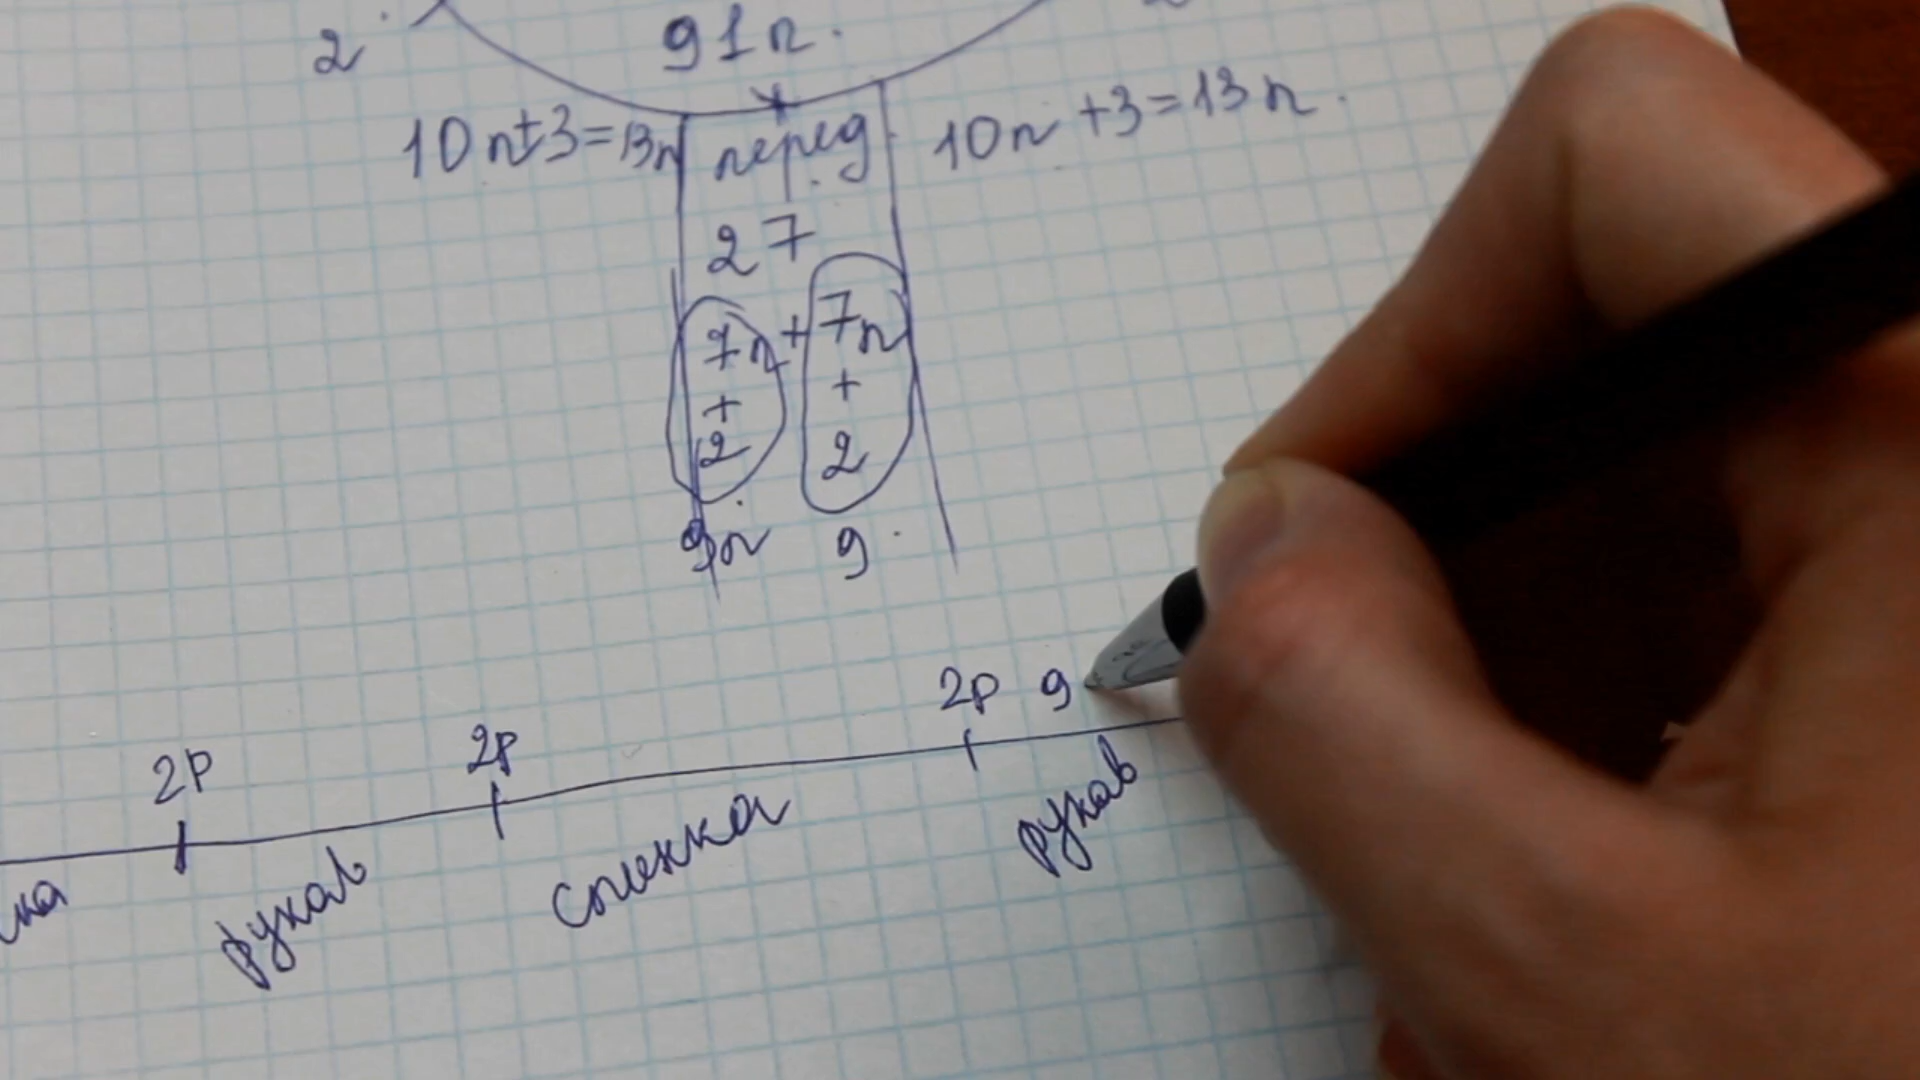 2 91п.
10п+3=13п перед 10п+3=13п.
27
7п + 7п
+ +
2 2
9п 9.
2р 2р 2р 9
рукав спинка рукав